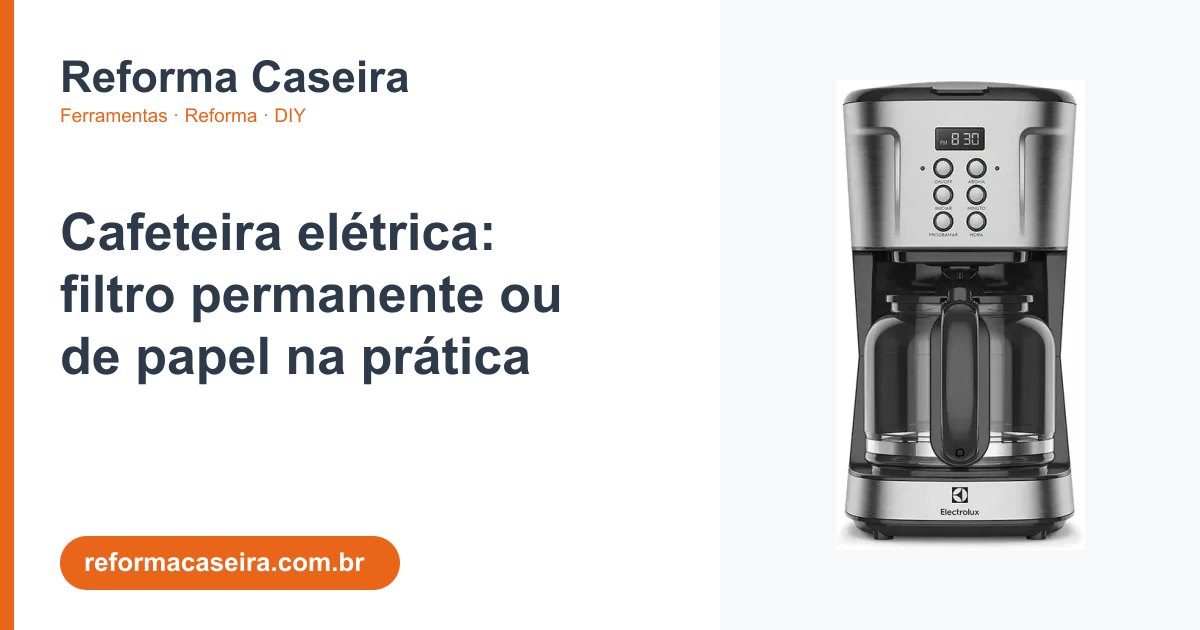 Reforma Caseira
Ferramentas · Reforma · DIY
Cafeteira elétrica:
filtro permanente ou
de papel na prática
reformacaseira.com.br
PM 8:30
ON/OFF AROMA
INICIAR MINUTO
PROGRAMAR HORA
Electrolux